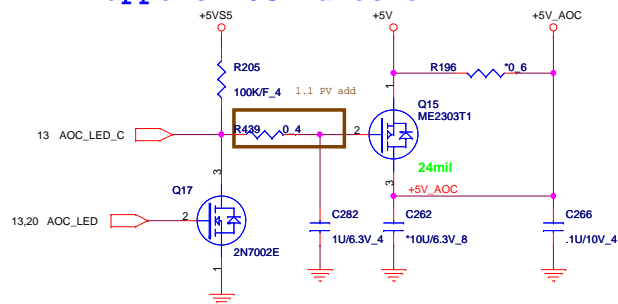 +5VS5
+5V
+5V_AOC
R205
100K/F_4
1.1 PV add
R196
*0_6
1
Q15
ME2303T1
13 AOC_LED_C
R439
0_4
2
24mil
3
3
+5V_AOC
Q17
13,20 AOC_LED
2
2N7002E
1
C282
1U/6.3V_4
C262
*10U/6.3V_8
C266
.1U/10V_4